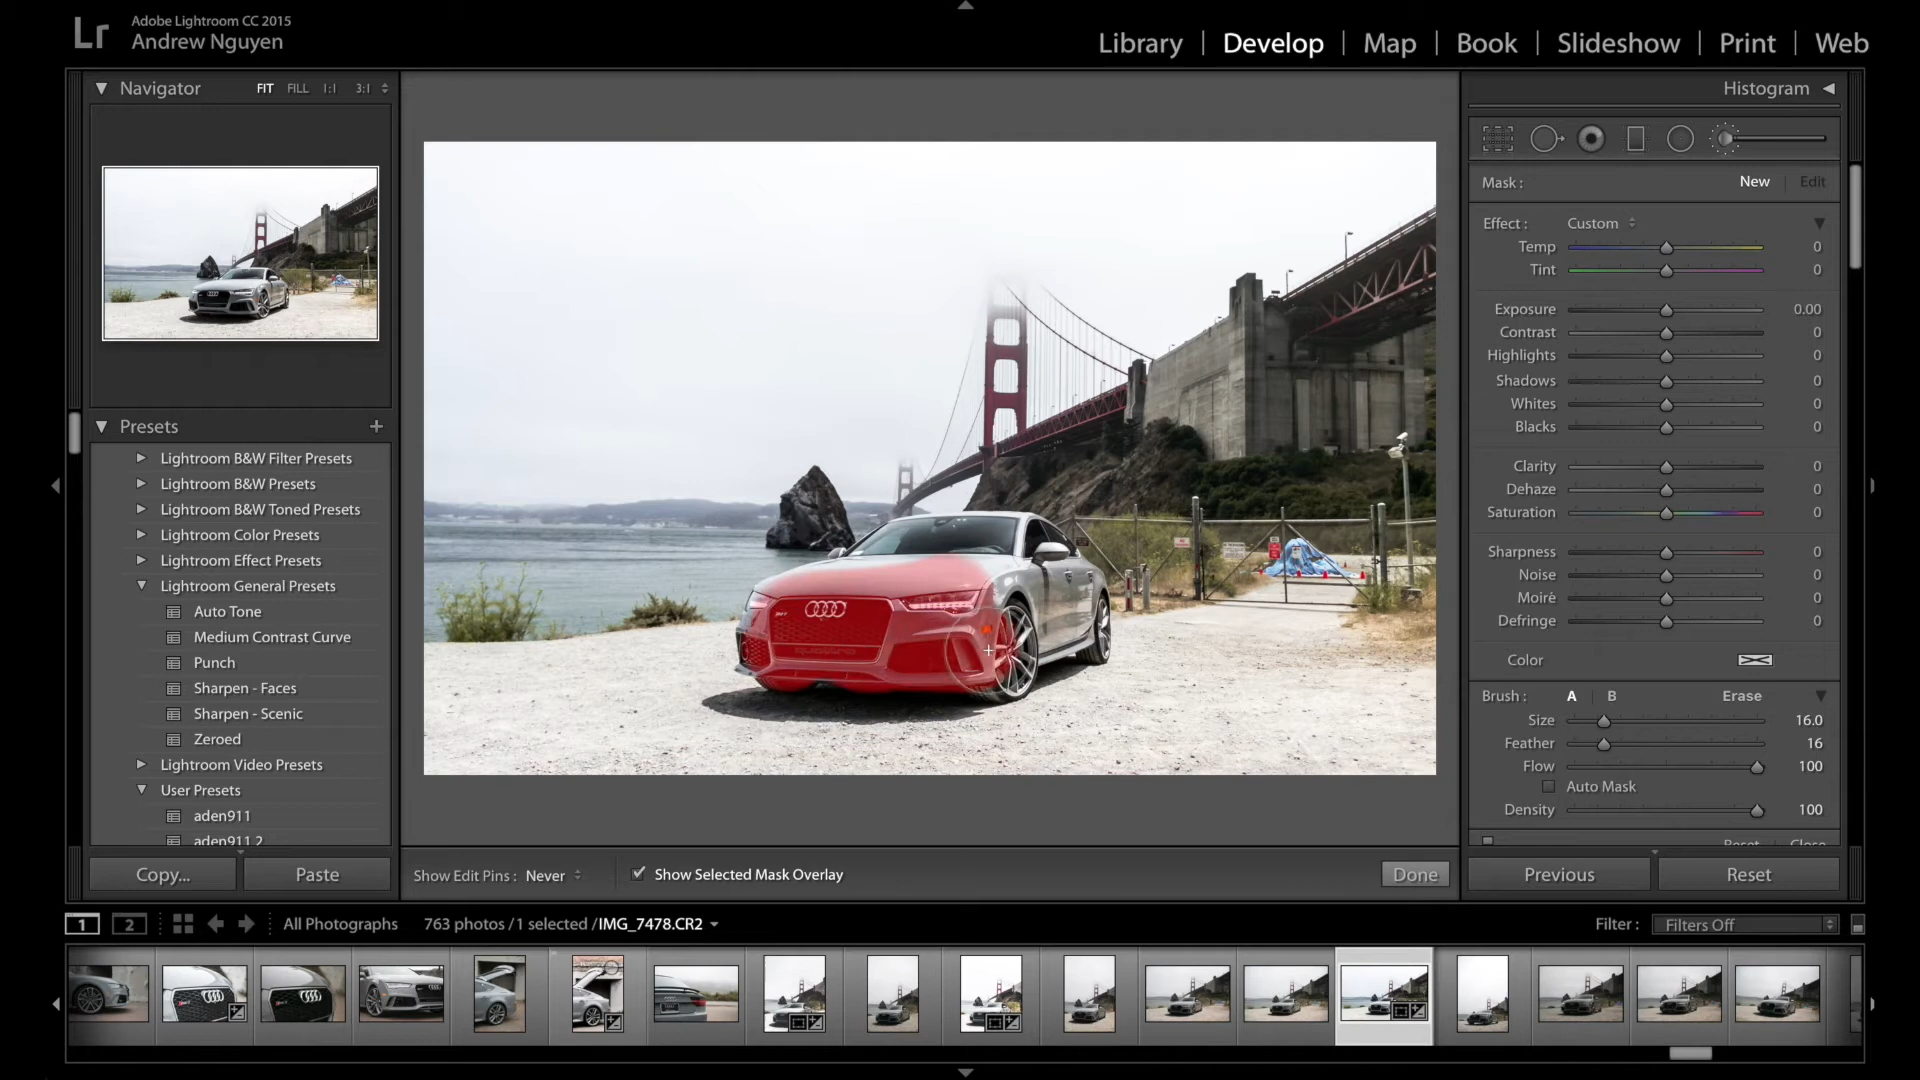 Lr
Adobe Lightroom CC 2015
Andrew Nguyen
Library | Develop | Map | Book | Slideshow | Print | Web
Navigator FIT FILL 1:1 3:1
Histogram
Mask : New | Edit
Effect : Custom
Temp 0
Tint 0
Exposure 0.00
Contrast 0
Highlights 0
Shadows 0
Whites 0
Blacks 0
Clarity 0
Dehaze 0
Saturation 0
Sharpness 0
Noise 0
Moiré 0
Defringe 0
Color
Brush : A | B Erase
Size 16.0
Feather 16
Flow 100
Auto Mask
Density 100
Reset Close
Previous
Reset
Presets +
Lightroom B&W Filter Presets
Lightroom B&W Presets
Lightroom B&W Toned Presets
Lightroom Color Presets
Lightroom Effect Presets
Lightroom General Presets
Auto Tone
Medium Contrast Curve
Punch
Sharpen - Faces
Sharpen - Scenic
Zeroed
Lightroom Video Presets
User Presets
aden911
aden911 2
Copy...
Paste
quattro
Show Edit Pins : Never
Show Selected Mask Overlay
Done
1 2 All Photographs 763 photos / 1 selected / IMG_7478.CR2
Filter : Filters Off